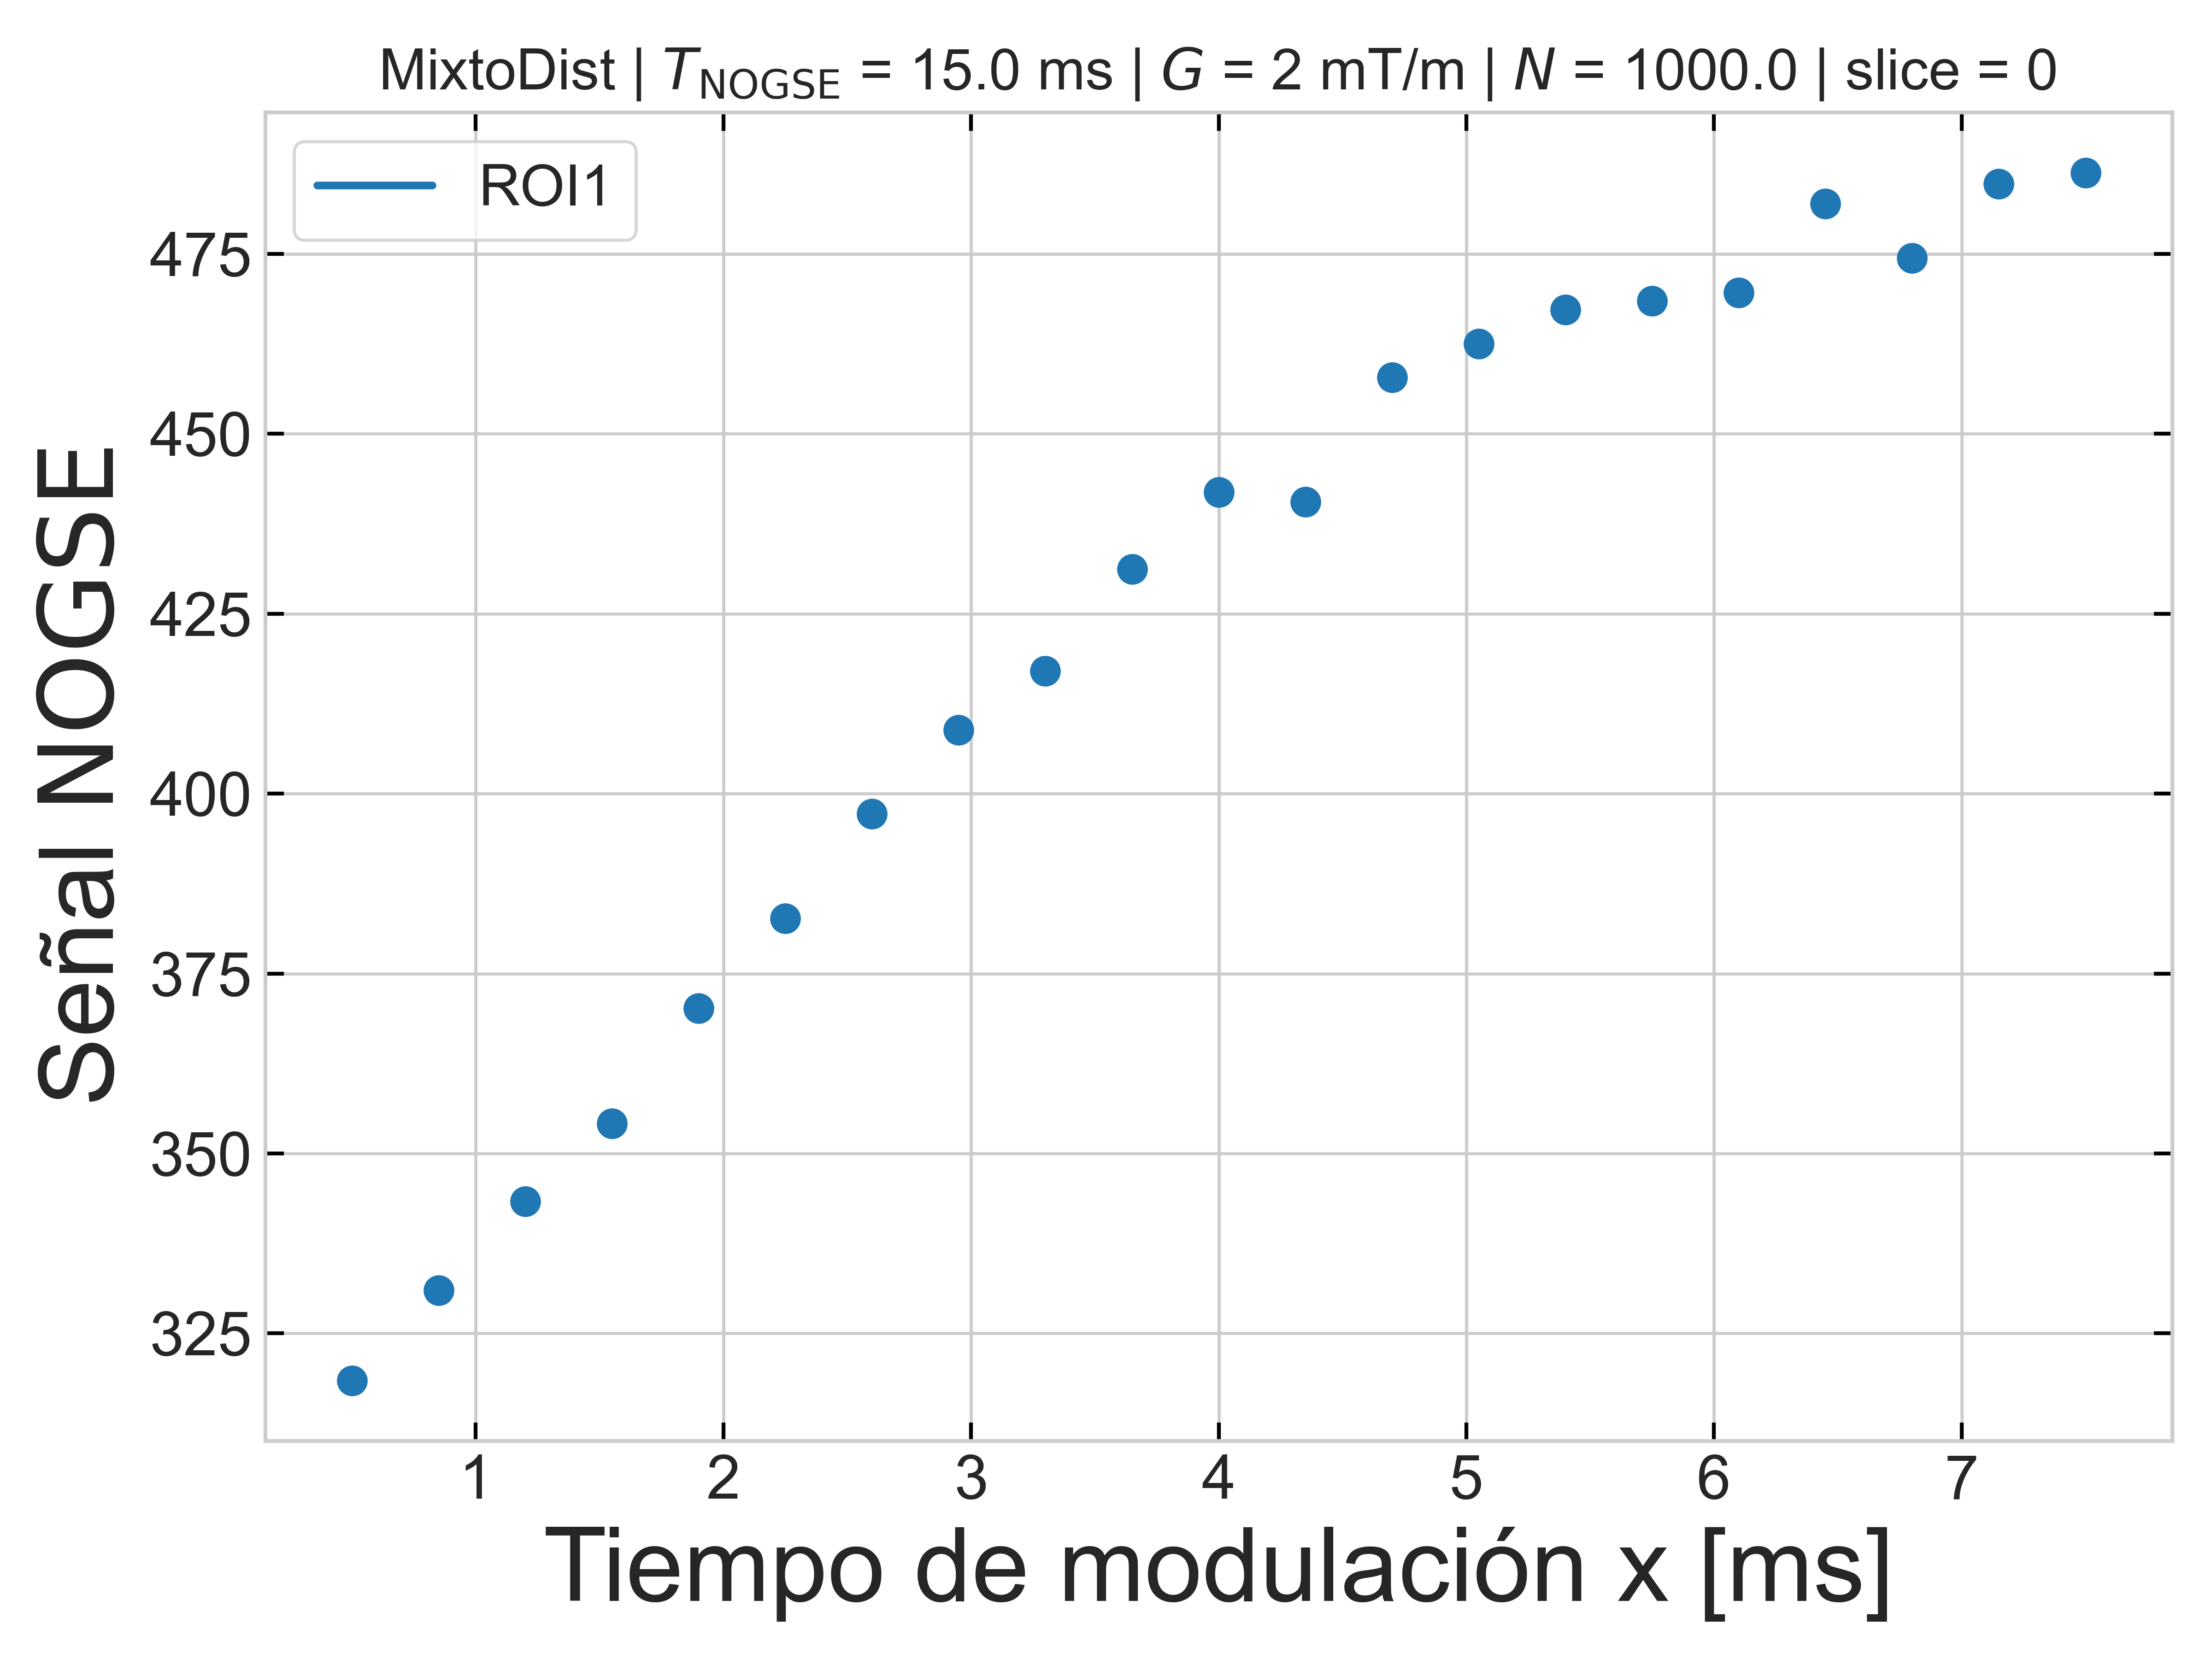 MixtoDist | T_NOGSE = 15.0 ms | G = 2 mT/m | N = 1000.0 | slice = 0
ROI1
Señal NOGSE
475
450
425
400
375
350
325
1 2 3 4 5 6 7
Tiempo de modulación x [ms]